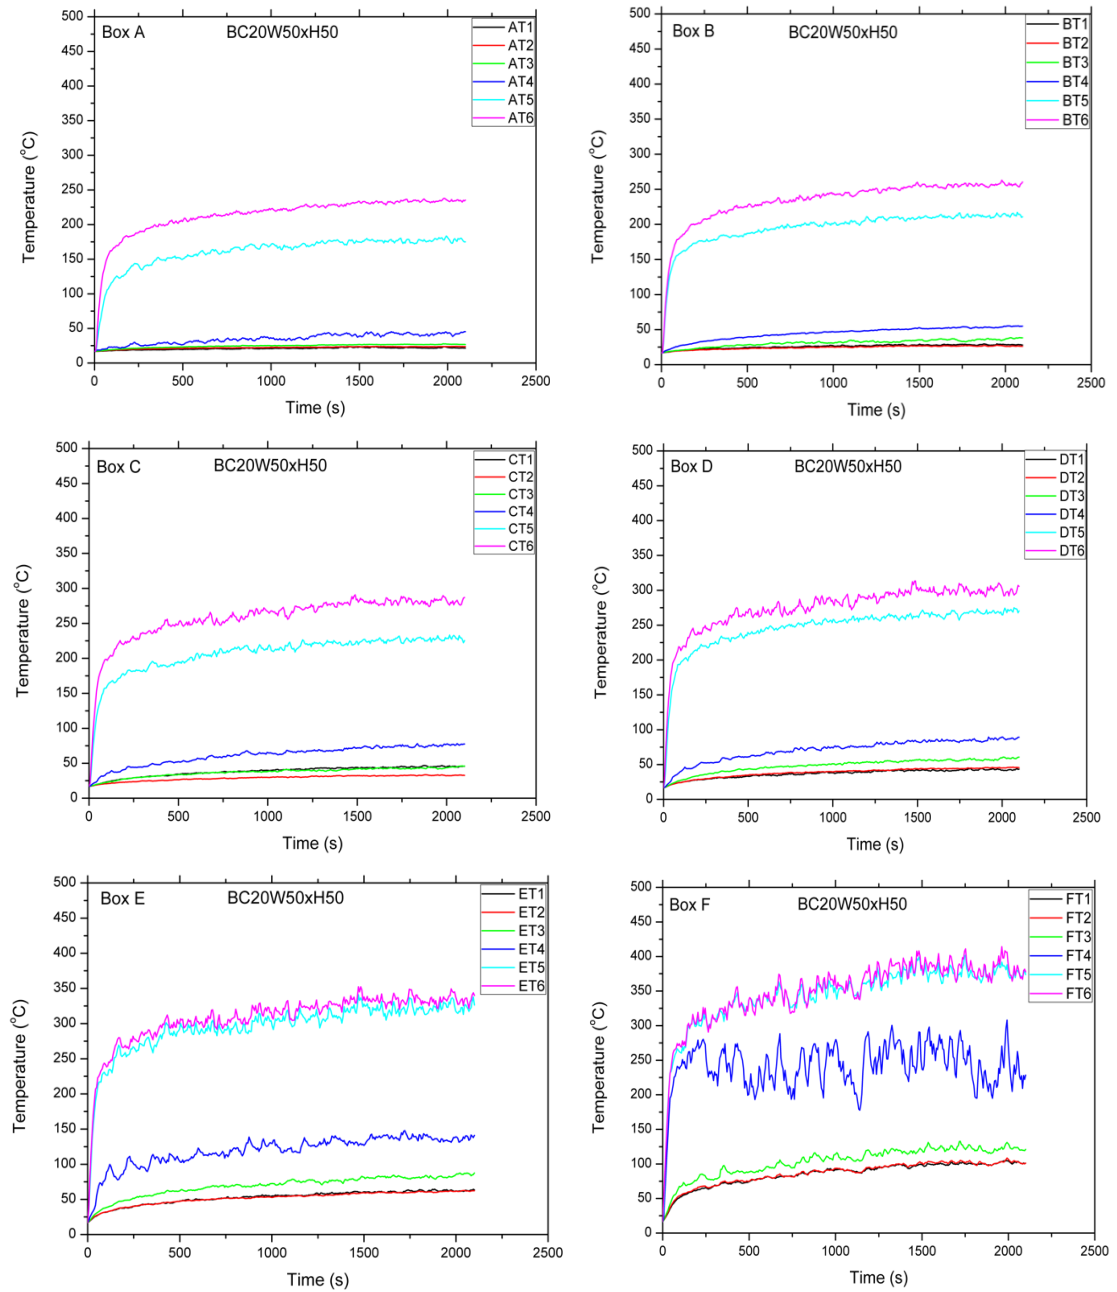 Box A
BC20W50xH50
AT1
AT2
AT3
AT4
AT5
AT6
500
450
400
350
300
250
200
150
100
50
0
Temperature (°C)
0 500 1000 1500 2000 2500
Time (s)
Box B
BC20W50xH50
BT1
BT2
BT3
BT4
BT5
BT6
500
450
400
350
300
250
200
150
100
50
0
Temperature (°C)
0 500 1000 1500 2000 2500
Time (s)
Box C
BC20W50xH50
CT1
CT2
CT3
CT4
CT5
CT6
500
450
400
350
300
250
200
150
100
50
0
Temperature (°C)
0 500 1000 1500 2000 2500
Time (s)
Box D
BC20W50xH50
DT1
DT2
DT3
DT4
DT5
DT6
500
450
400
350
300
250
200
150
100
50
0
Temperature (°C)
0 500 1000 1500 2000 2500
Time (s)
Box E
BC20W50xH50
ET1
ET2
ET3
ET4
ET5
ET6
500
450
400
350
300
250
200
150
100
50
0
Temperature (°C)
0 500 1000 1500 2000 2500
Time (s)
Box F
BC20W50xH50
FT1
FT2
FT3
FT4
FT5
FT6
500
450
400
350
300
250
200
150
100
50
0
Temperature (°C)
0 500 1000 1500 2000 2500
Time (s)